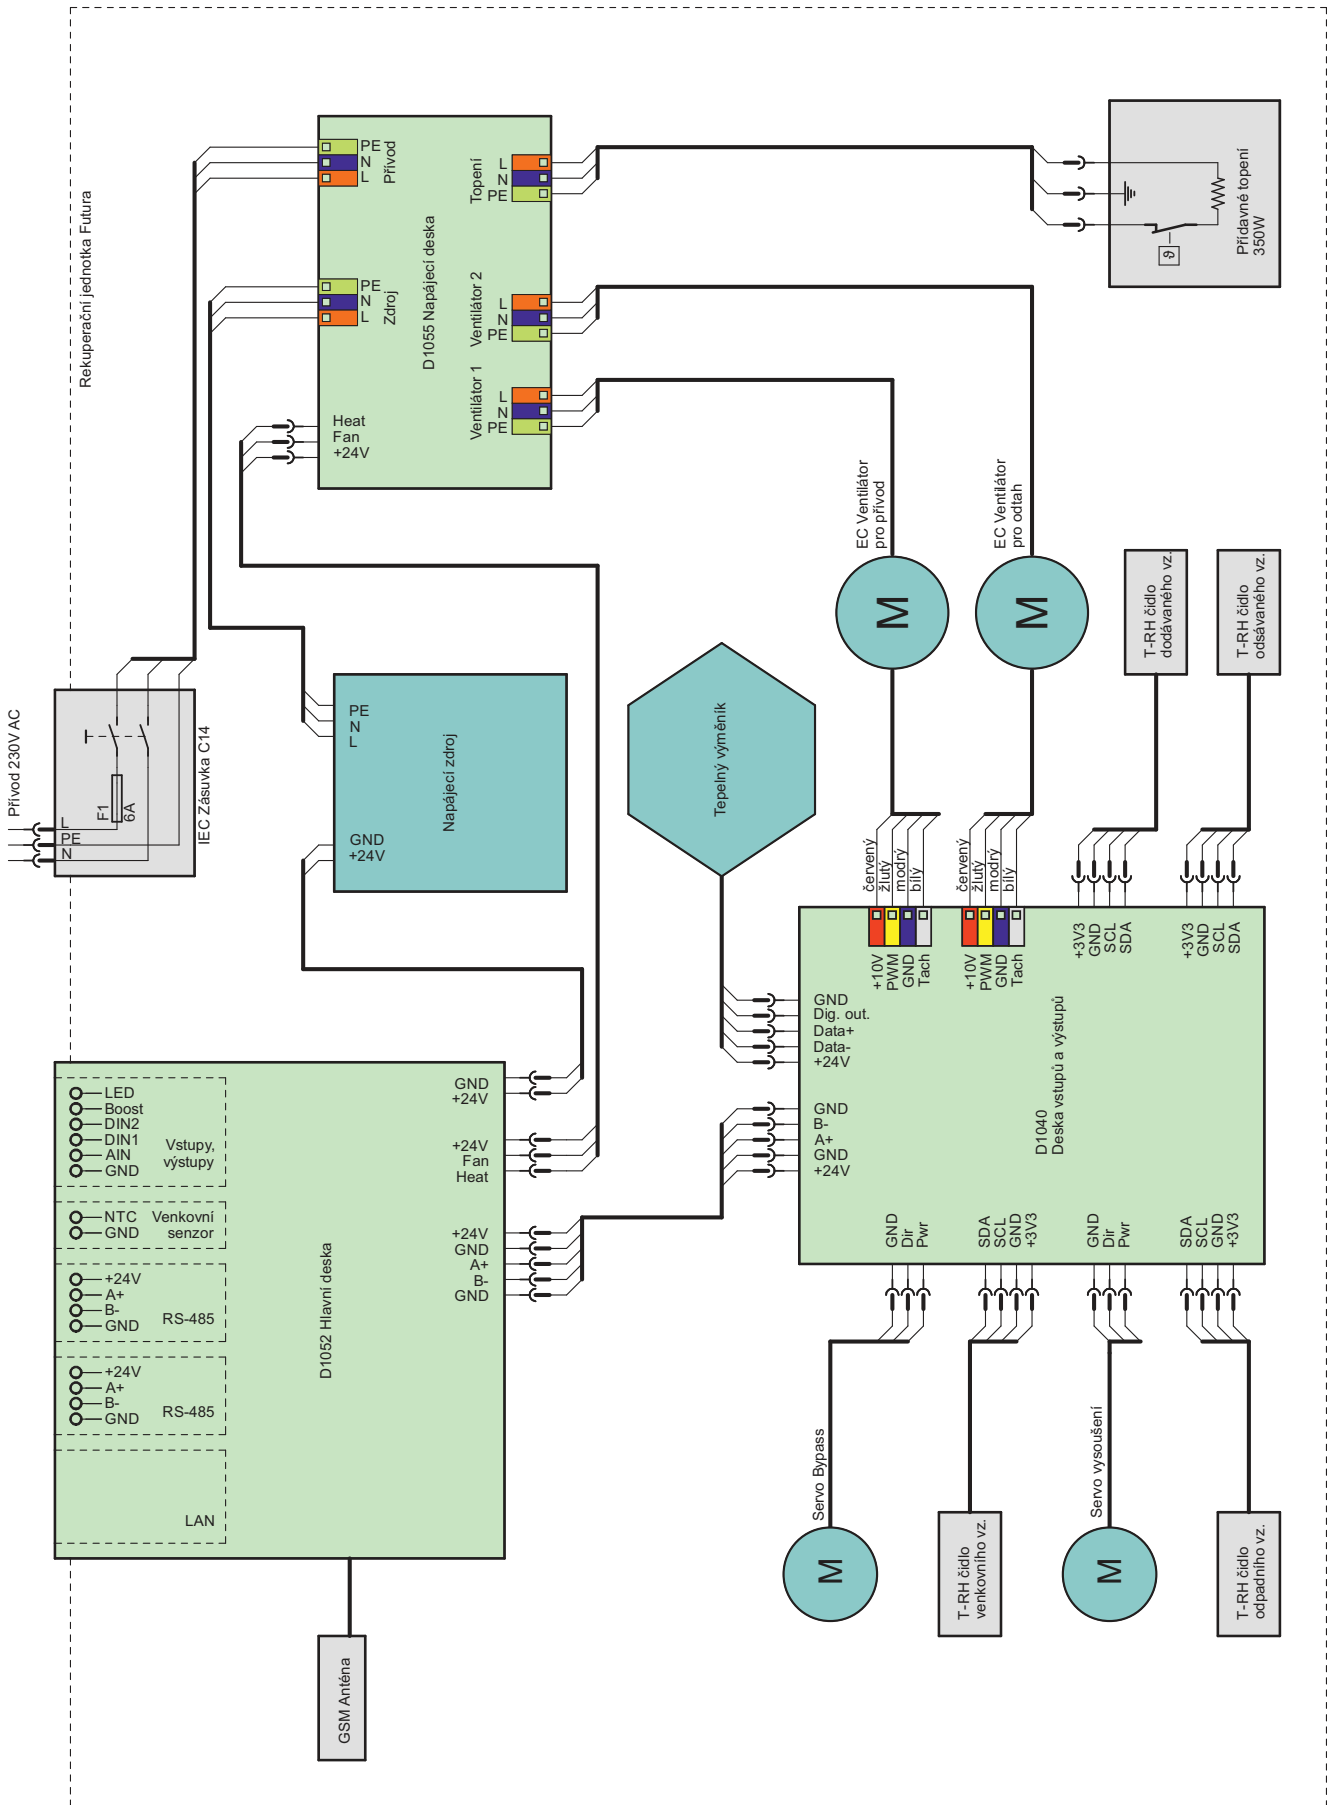 Přívod 230V AC
L
PE
N
F1
6A
IEC Zásuvka C14
Rekuperační jednotka Futura
PE
N
L
Přívod
PE
N
L
Zdroj
Heat
Fan
+24V
D1055 Napájecí deska
L
N
PE
Topení
L
N
PE
Ventilátor 2
L
N
PE
Ventilátor 1
ϑ
Přídavné topení
350W
PE
N
L
GND
+24V
Napájecí zdroj
Tepelný výměník
EC Ventilátor
pro přívod
M
EC Ventilátor
pro odtah
M
T-RH čidlo
dodávaného vz.
T-RH čidlo
odsávaného vz.
červený
žlutý
modrý
bílý
červený
žlutý
modrý
bílý
+10V
PWM
GND
Tach
+10V
PWM
GND
Tach
+3V3
GND
SCL
SDA
+3V3
GND
SCL
SDA
GND
Dig. out.
Data+
Data-
+24V
GND
B-
A+
GND
+24V
D1040
Deska vstupů a výstupů
GND
Dir
Pwr
SDA
SCL
GND
+3V3
GND
Dir
Pwr
SDA
SCL
GND
+3V3
LED
Boost
DIN2
DIN1
AIN
GND
Vstupy,
výstupy
NTC
GND
Venkovní
senzor
+24V
A+
B-
GND
RS-485
+24V
A+
B-
GND
RS-485
LAN
D1052 Hlavní deska
GND
+24V
+24V
Fan
Heat
+24V
GND
A+
B-
GND
GSM Anténa
Servo Bypass
M
T-RH čidlo
venkovního vz.
Servo vysoušení
M
T-RH čidlo
odpadního vz.